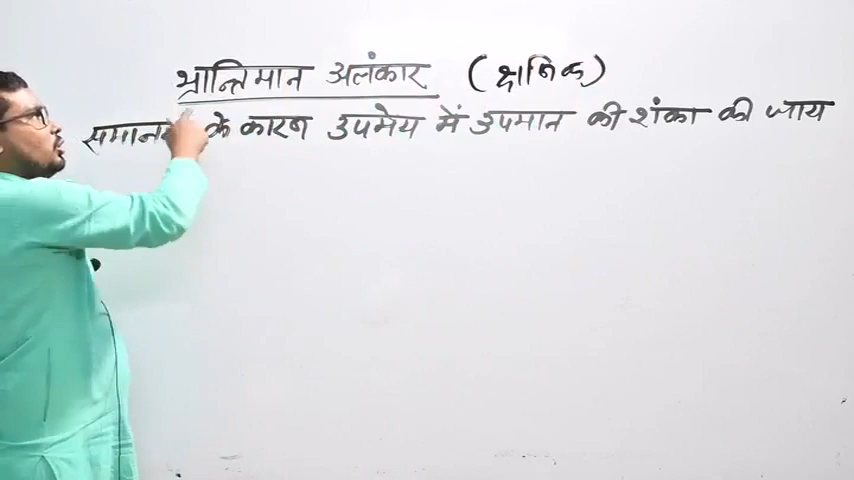 भ्रान्तिमान अलंकार (क्षणिक)
के कारण उपमेय में उपमान की शंका की जाय